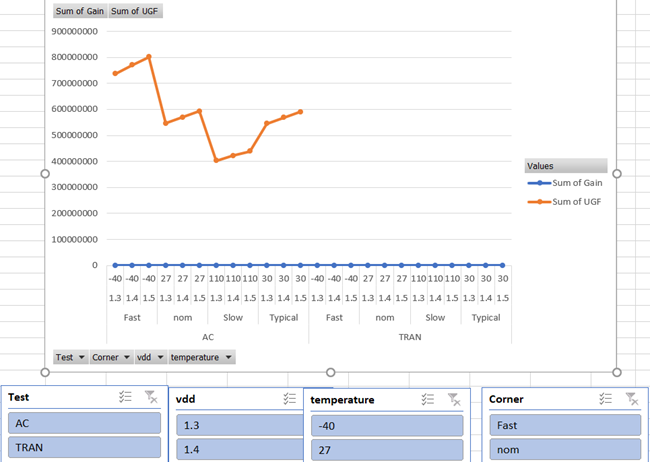 Sum of Gain Sum of UGF
900000000
800000000
700000000
600000000
500000000
400000000
300000000
200000000
100000000
0
Values
Sum of Gain
Sum of UGF
-40 -40 -40 27 27 27 110 110 110 30 30 30 -40 -40 -40 27 27 27 110 110 110 30 30 30
1.3 1.4 1.5 1.3 1.4 1.5 1.3 1.4 1.5 1.3 1.4 1.5 1.3 1.4 1.5 1.3 1.4 1.5 1.3 1.4 1.5 1.3 1.4 1.5
Fast nom Slow Typical Fast nom Slow Typical
AC TRAN
Test Corner vdd temperature
Test vdd temperature Corner
AC 1.3 -40 Fast
TRAN 1.4 27 nom